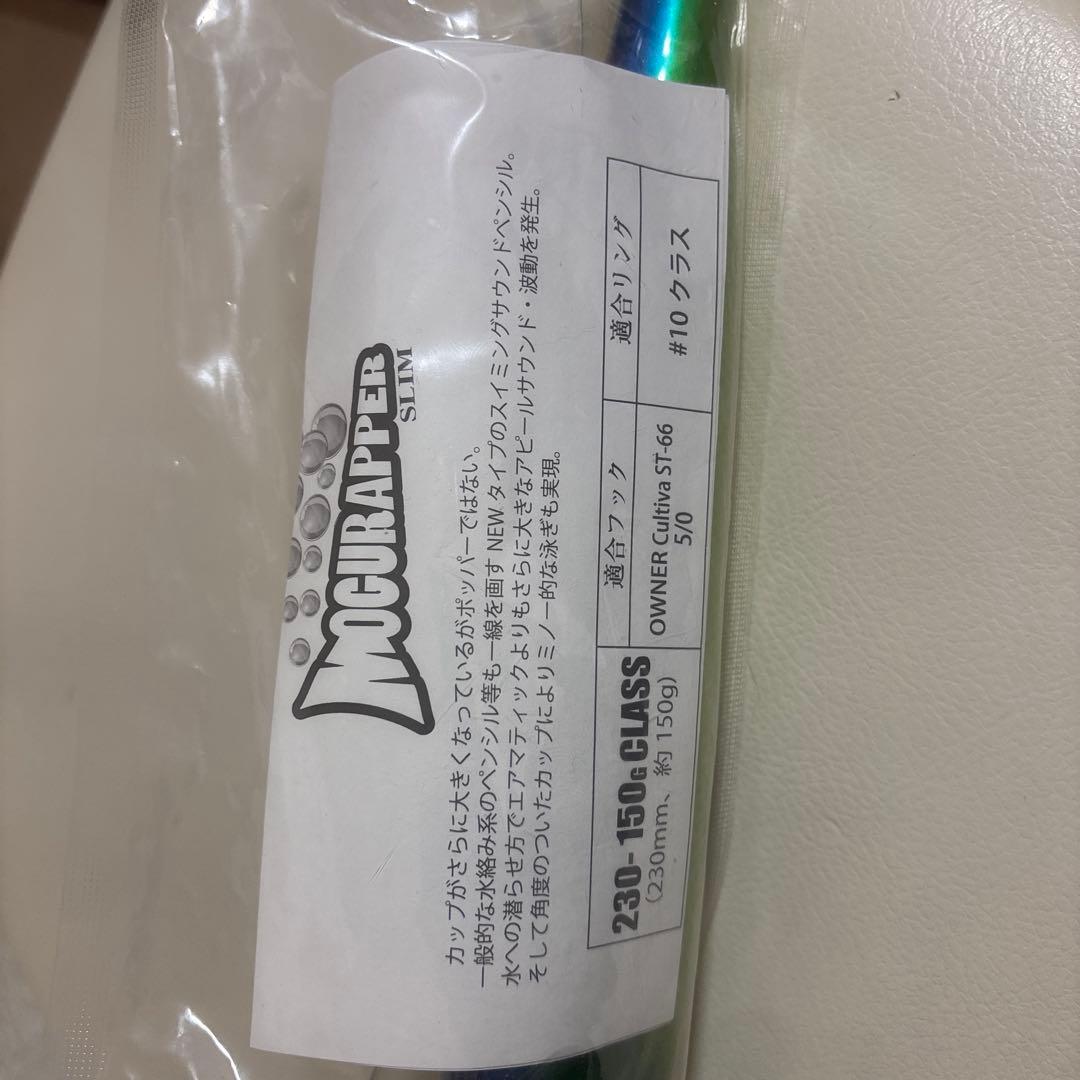 MOGURAPPER
SLIM
カップがさらに大きくなっているがポッパーではない。
一般的な水絡み系のペンシル等も一線を画す NEW タイプのスイミングサウンドペンシル。
水への潜らせ方でエアマティックよりもさらに大きなアピールサウンド・波動を発生。
そして角度のついたカップによりミノー的な泳ぎも実現。
230-150G CLASS
(230mm、約 150g)
適合フック
OWNER Cultiva ST-66
5/0
適合リング
#10 クラス